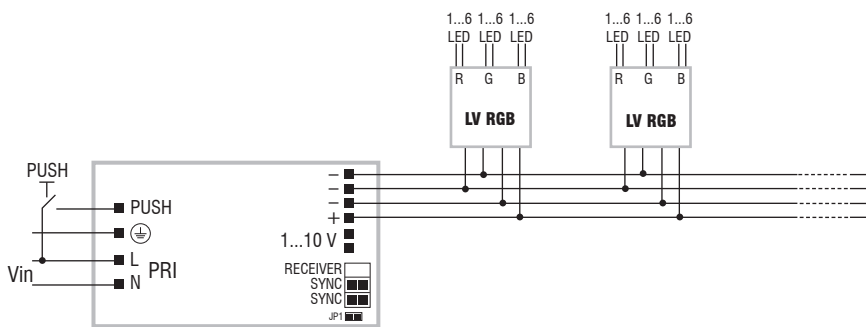 1...6 1...6 1...6 1...6 1...6 1...6
LED LED LED LED LED LED
R G B R G B
LV RGB LV RGB
PUSH
−
−
PUSH
−
+
1...10 V
L
PRI
Vin
N
RECEIVER
SYNC
SYNC
JP1